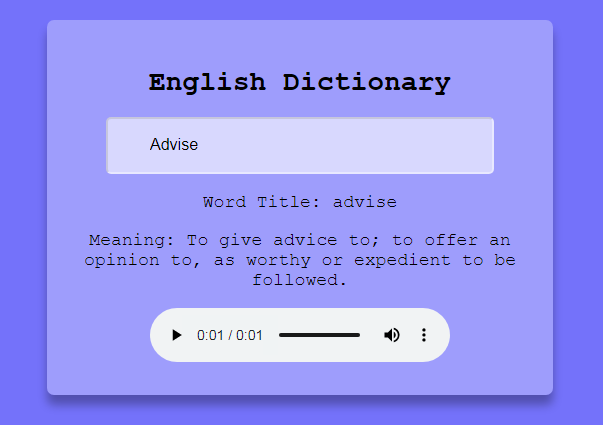 English Dictionary
Advise
Word Title: advise
Meaning: To give advice to; to offer an
opinion to, as worthy or expedient to be
followed.
0:01 / 0:01